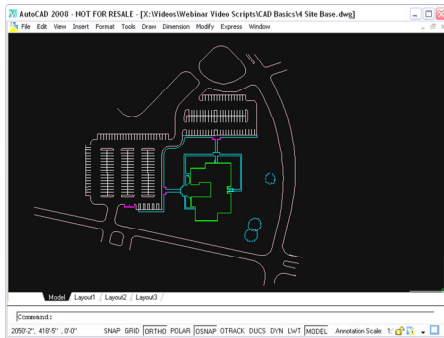 AutoCAD 2008 - NOT FOR RESALE - [X:\Videos\Webinar Video Scripts\CAD Basics\4 Site Base.dwg]
File Edit View Insert Format Tools Draw Dimension Modify Express Window
Model Layout1 Layout2 Layout3
Command:
2050'-2", 418'-5" , 0'-0" SNAP GRID ORTHO POLAR OSNAP OTRACK DUCS DYN LWT MODEL Annotation Scale: 1: